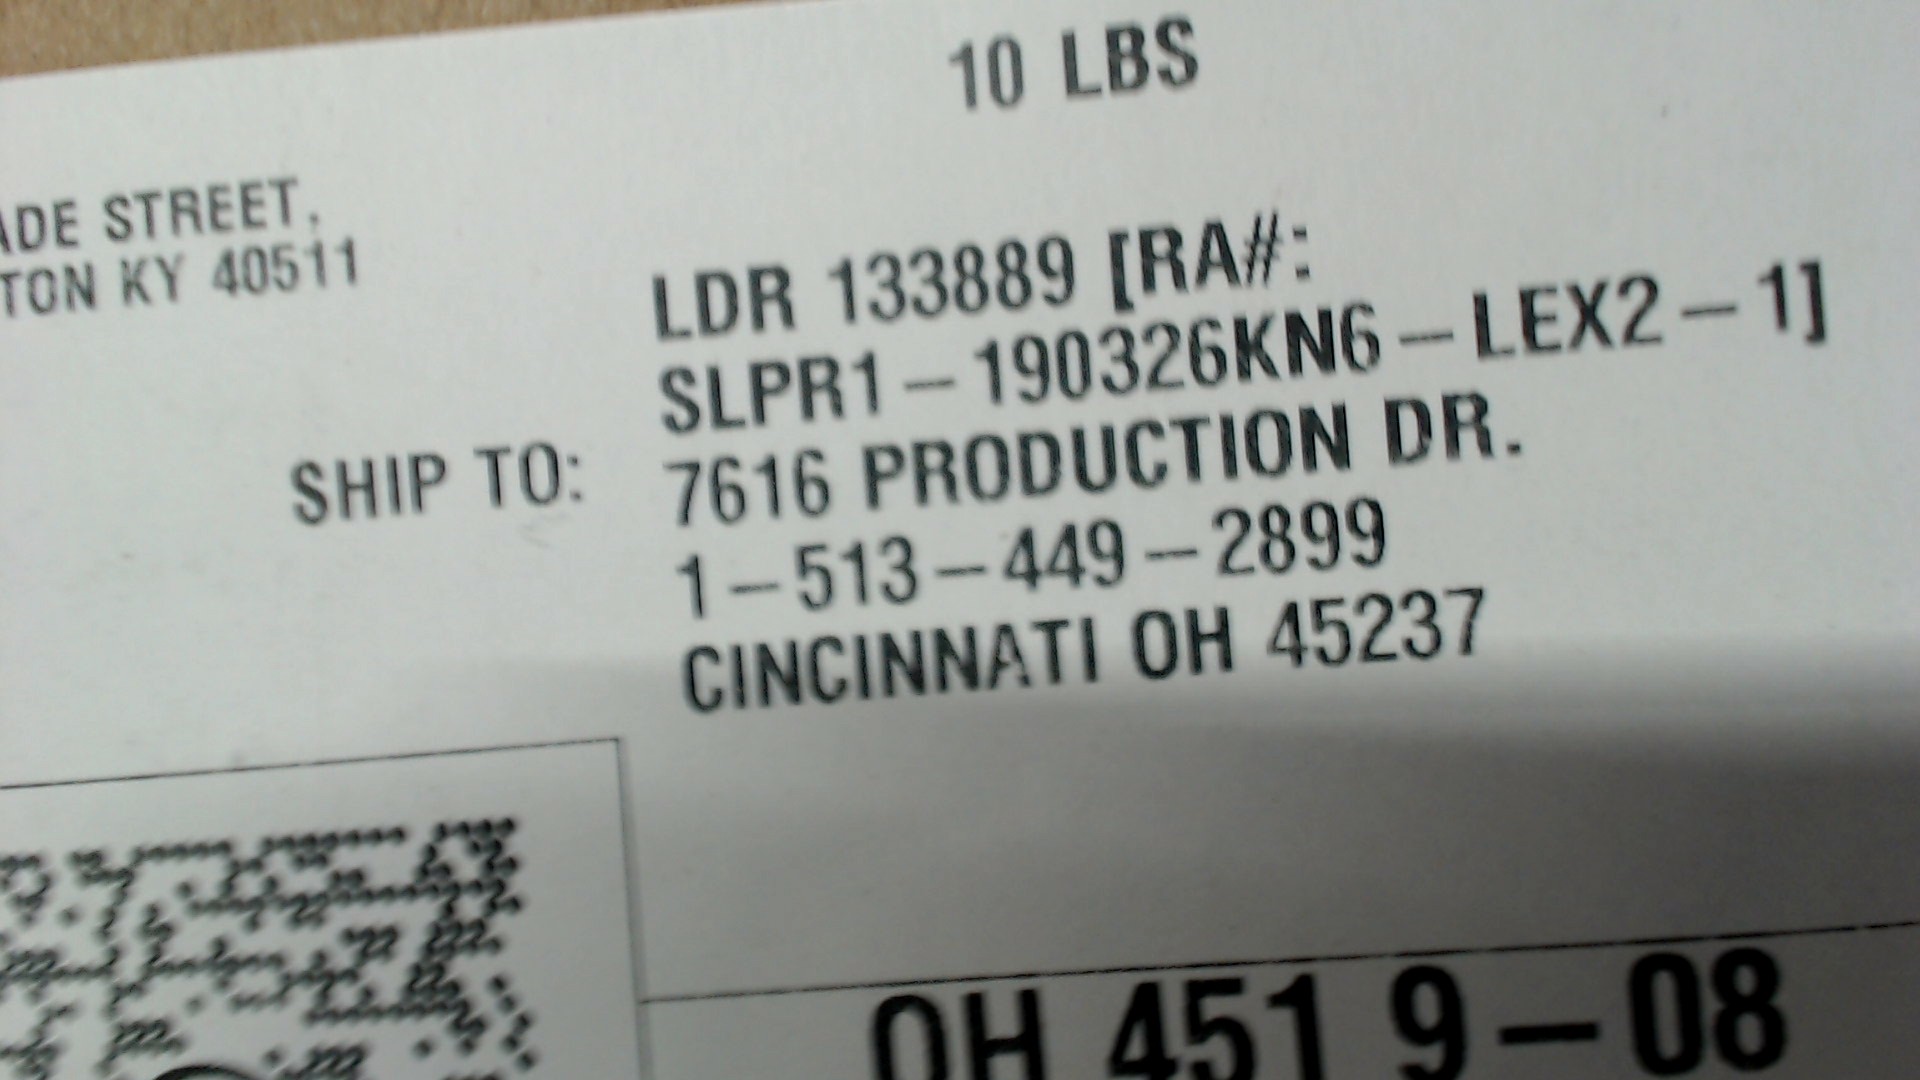 10 LBS
ADE STREET,
TON KY 40511
LDR 133889 [RA#:
SLPR1-190326KN6-LEX2-1]
SHIP TO: 7616 PRODUCTION DR.
1-513-449-2899
CINCINNATI OH 45237
OH 451 9-08